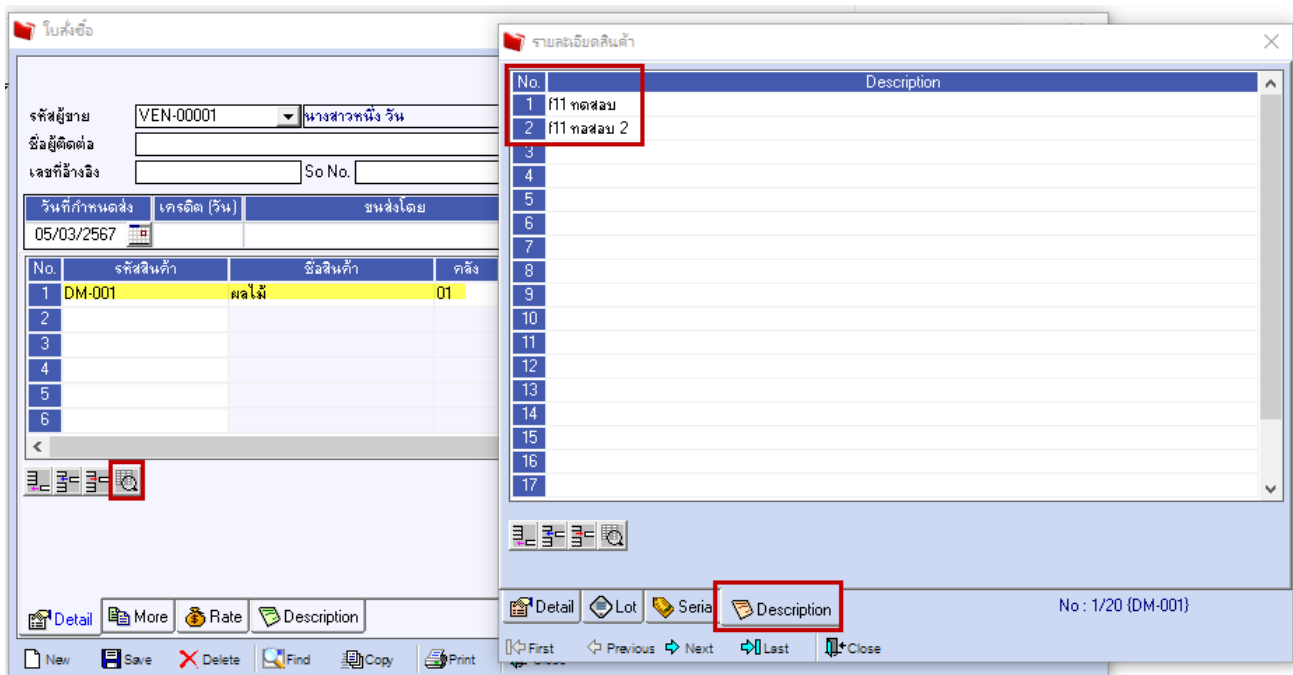 ใบสั่งซื้อ
รหัสผู้ขาย VEN-00001 นางสาวหนึ่ง วัน
ชื่อผู้ติดต่อ
เลขที่อ้างอิง So No.
วันที่กำหนดส่ง เครดิต (วัน) ขนส่งโดย
05/03/2567
No. รหัสสินค้า ชื่อสินค้า คลัง
1 DM-001 ผลไม้ 01
2
3
4
5
6
Detail More Rate Description
New Save Delete Find Copy Print
รายละเอียดสินค้า
No. Description
1 f11 ทดสอบ
2 f11 ทอสอบ 2
3
4
5
6
7
8
9
10
11
12
13
14
15
16
17
Detail Lot Serial Description No : 1/20 {DM-001}
First Previous Next Last Close